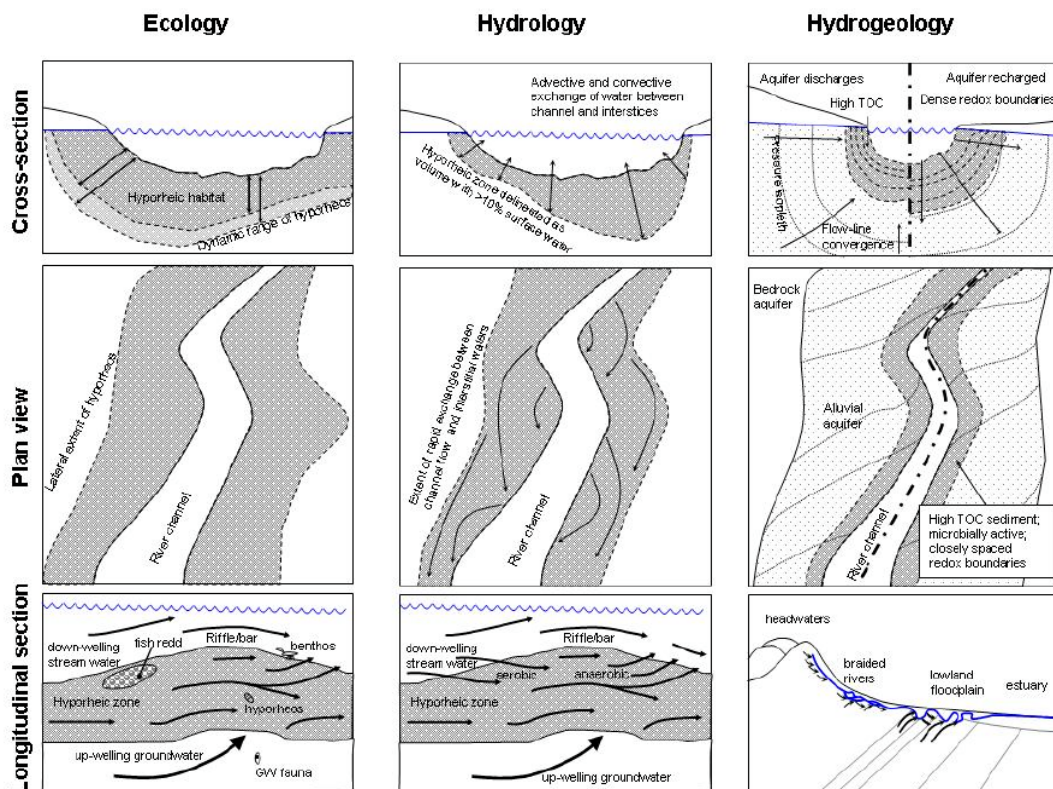 Ecology
Hydrology
Hydrogeology
Cross-section
Hyporheic habitat
Dynamic range of hyporheos
Advective and convective
exchange of water between
channel and interstices
Hyporheic zone delineated as
volume with >10% surface water
Aquifer discharges
Aquifer recharged
High TOC
Dense redox boundaries
Pressure isopleth
Flow-line
convergence
Plan view
Lateral extent of hyporheos
River channel
Extent of rapid exchange between
channel flow and interstitial waters
River channel
Bedrock
aquifer
Alluvial
aquifer
River channel
High TOC sediment;
microbially active;
closely spaced
redox boundaries
Longitudinal section
down-welling
stream water
fish redd
Riffle/bar
benthos
Hyporheic zone
hyporheos
up-welling groundwater
GW fauna
down-welling
stream water
Riffle/bar
aerobic
anaerobic
Hyporheic zone
up-welling groundwater
headwaters
braided
rivers
lowland
floodplain
estuary